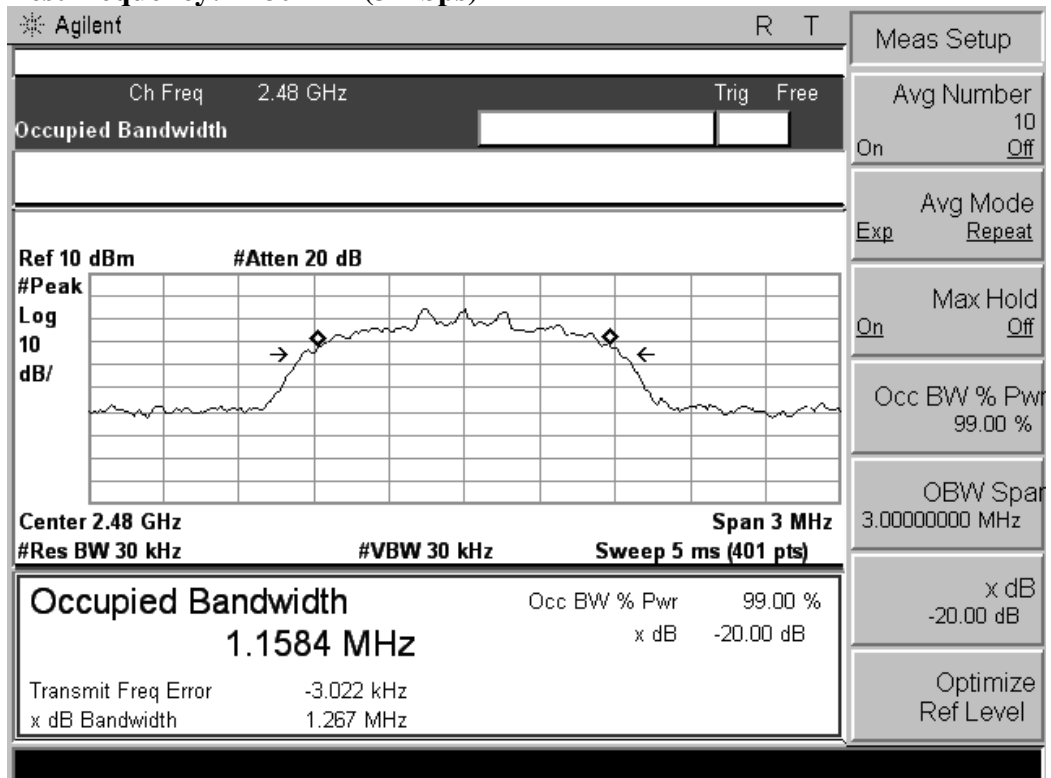 Agilent R T
Meas Setup
Ch Freq 2.48 GHz Trig Free
Occupied Bandwidth
Avg Number
10
On Off
Avg Mode
Exp Repeat
Ref 10 dBm #Atten 20 dB
#Peak
Log
10
dB/
Max Hold
On Off
Occ BW % Pwr
99.00 %
Center 2.48 GHz Span 3 MHz
#Res BW 30 kHz #VBW 30 kHz Sweep 5 ms (401 pts)
OBW Span
3.00000000 MHz
Occupied Bandwidth Occ BW % Pwr 99.00 %
1.1584 MHz x dB -20.00 dB
Transmit Freq Error -3.022 kHz
x dB Bandwidth 1.267 MHz
x dB
-20.00 dB
Optimize
Ref Level